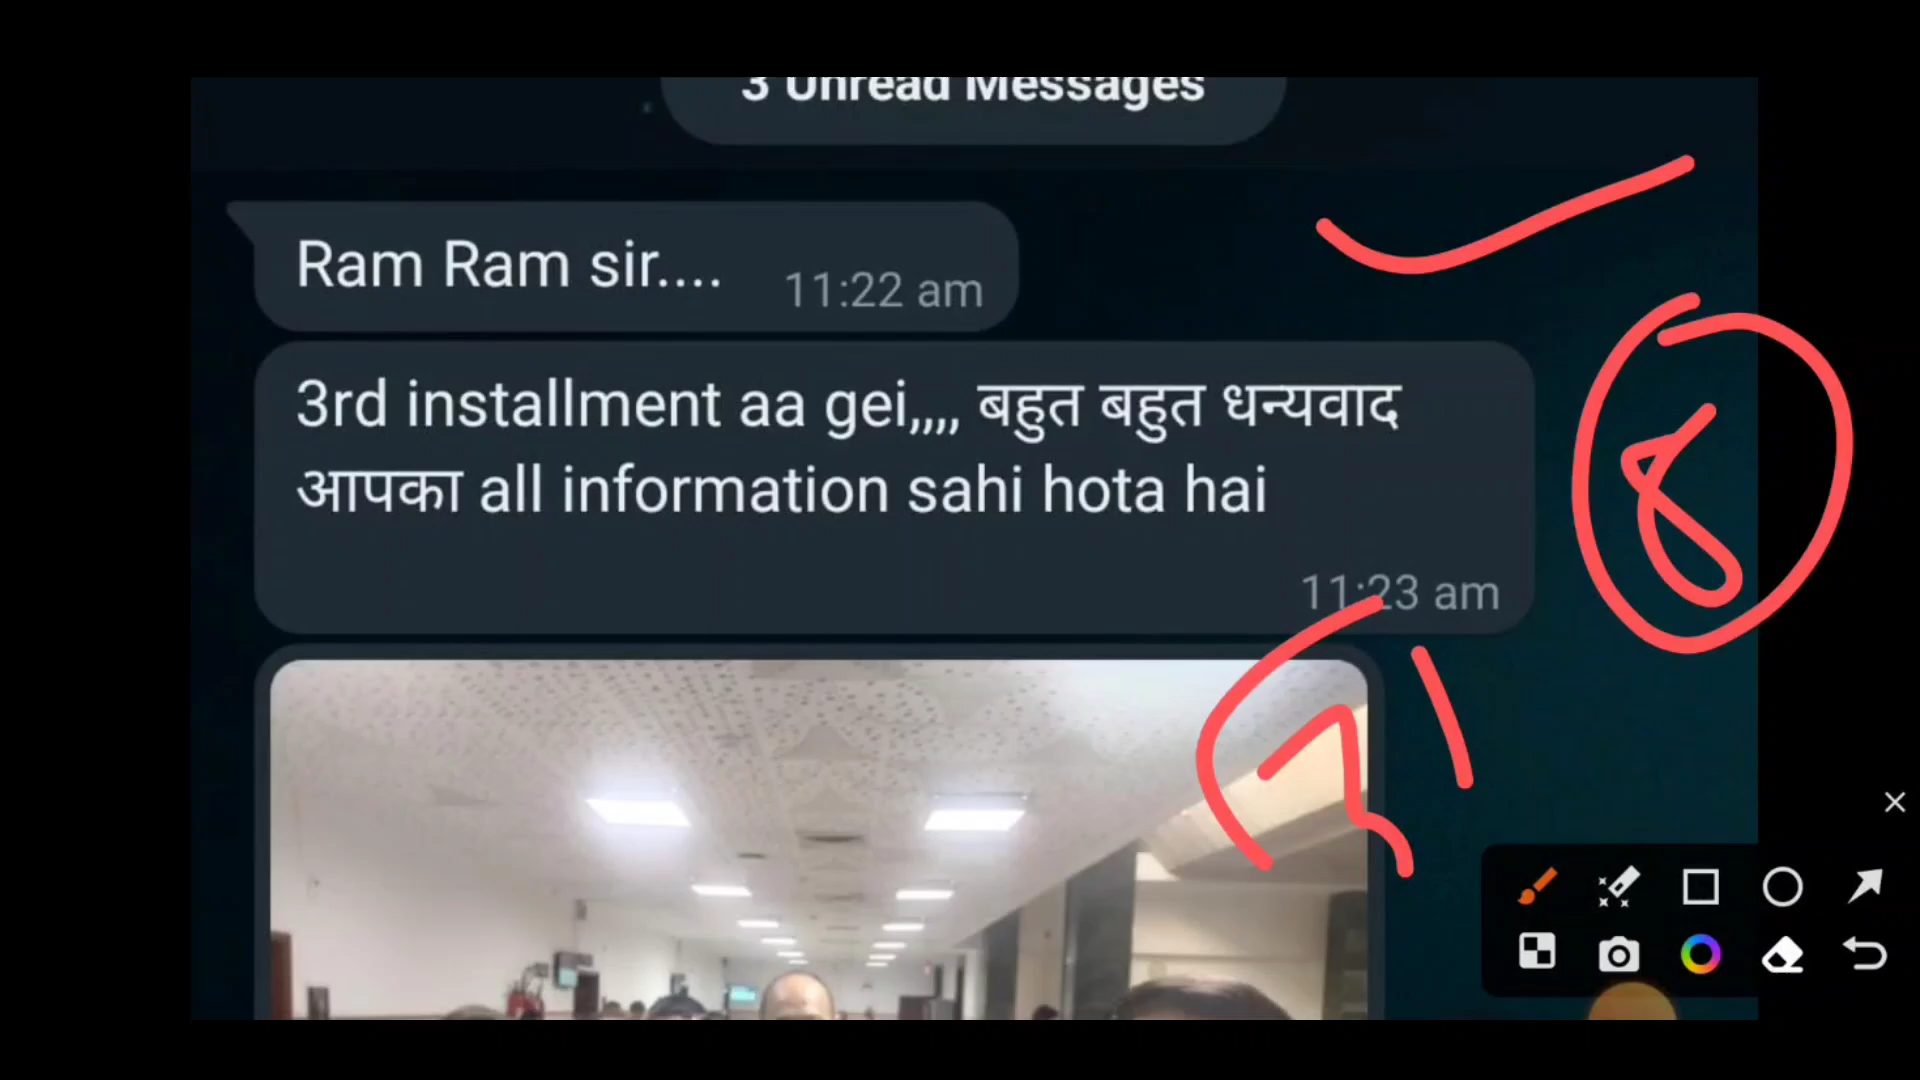 3 Unread Messages
Ram Ram sir....
11:22 am
3rd installment aa gei,,,, बहुत बहुत धन्यवाद
आपका all information sahi hota hai
11:23 am
8